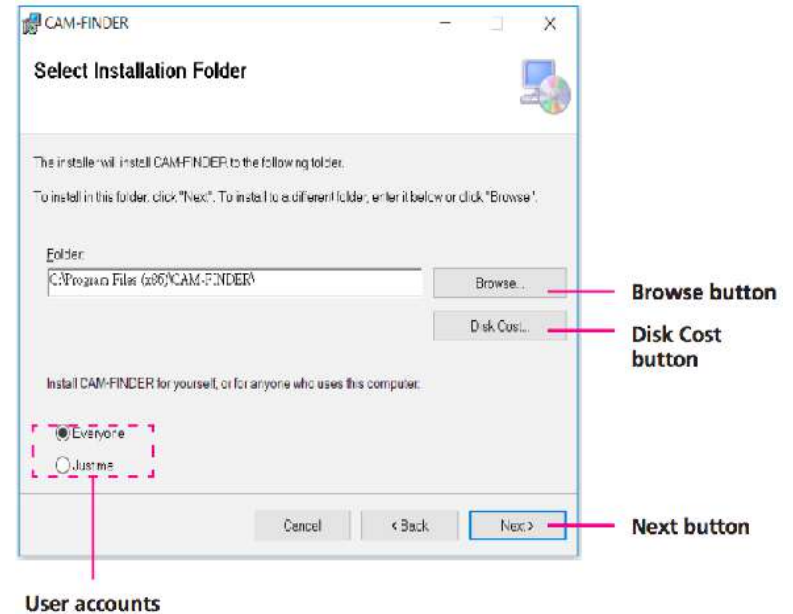 CAM-FINDER
Select Installation Folder
The installer will install CAM-FINDER to the following folder.
To install in this folder, click "Next". To install to a different folder, enter it below or click "Browse".
Folder:
C:\Program Files (x86)\CAM-FINDER\
Browse...
Browse button
Disk Cost...
Disk Cost
button
Install CAM-FINDER for yourself, or for anyone who uses this computer:
Everyone
Just me
Cancel
< Back
Next >
Next button
User accounts